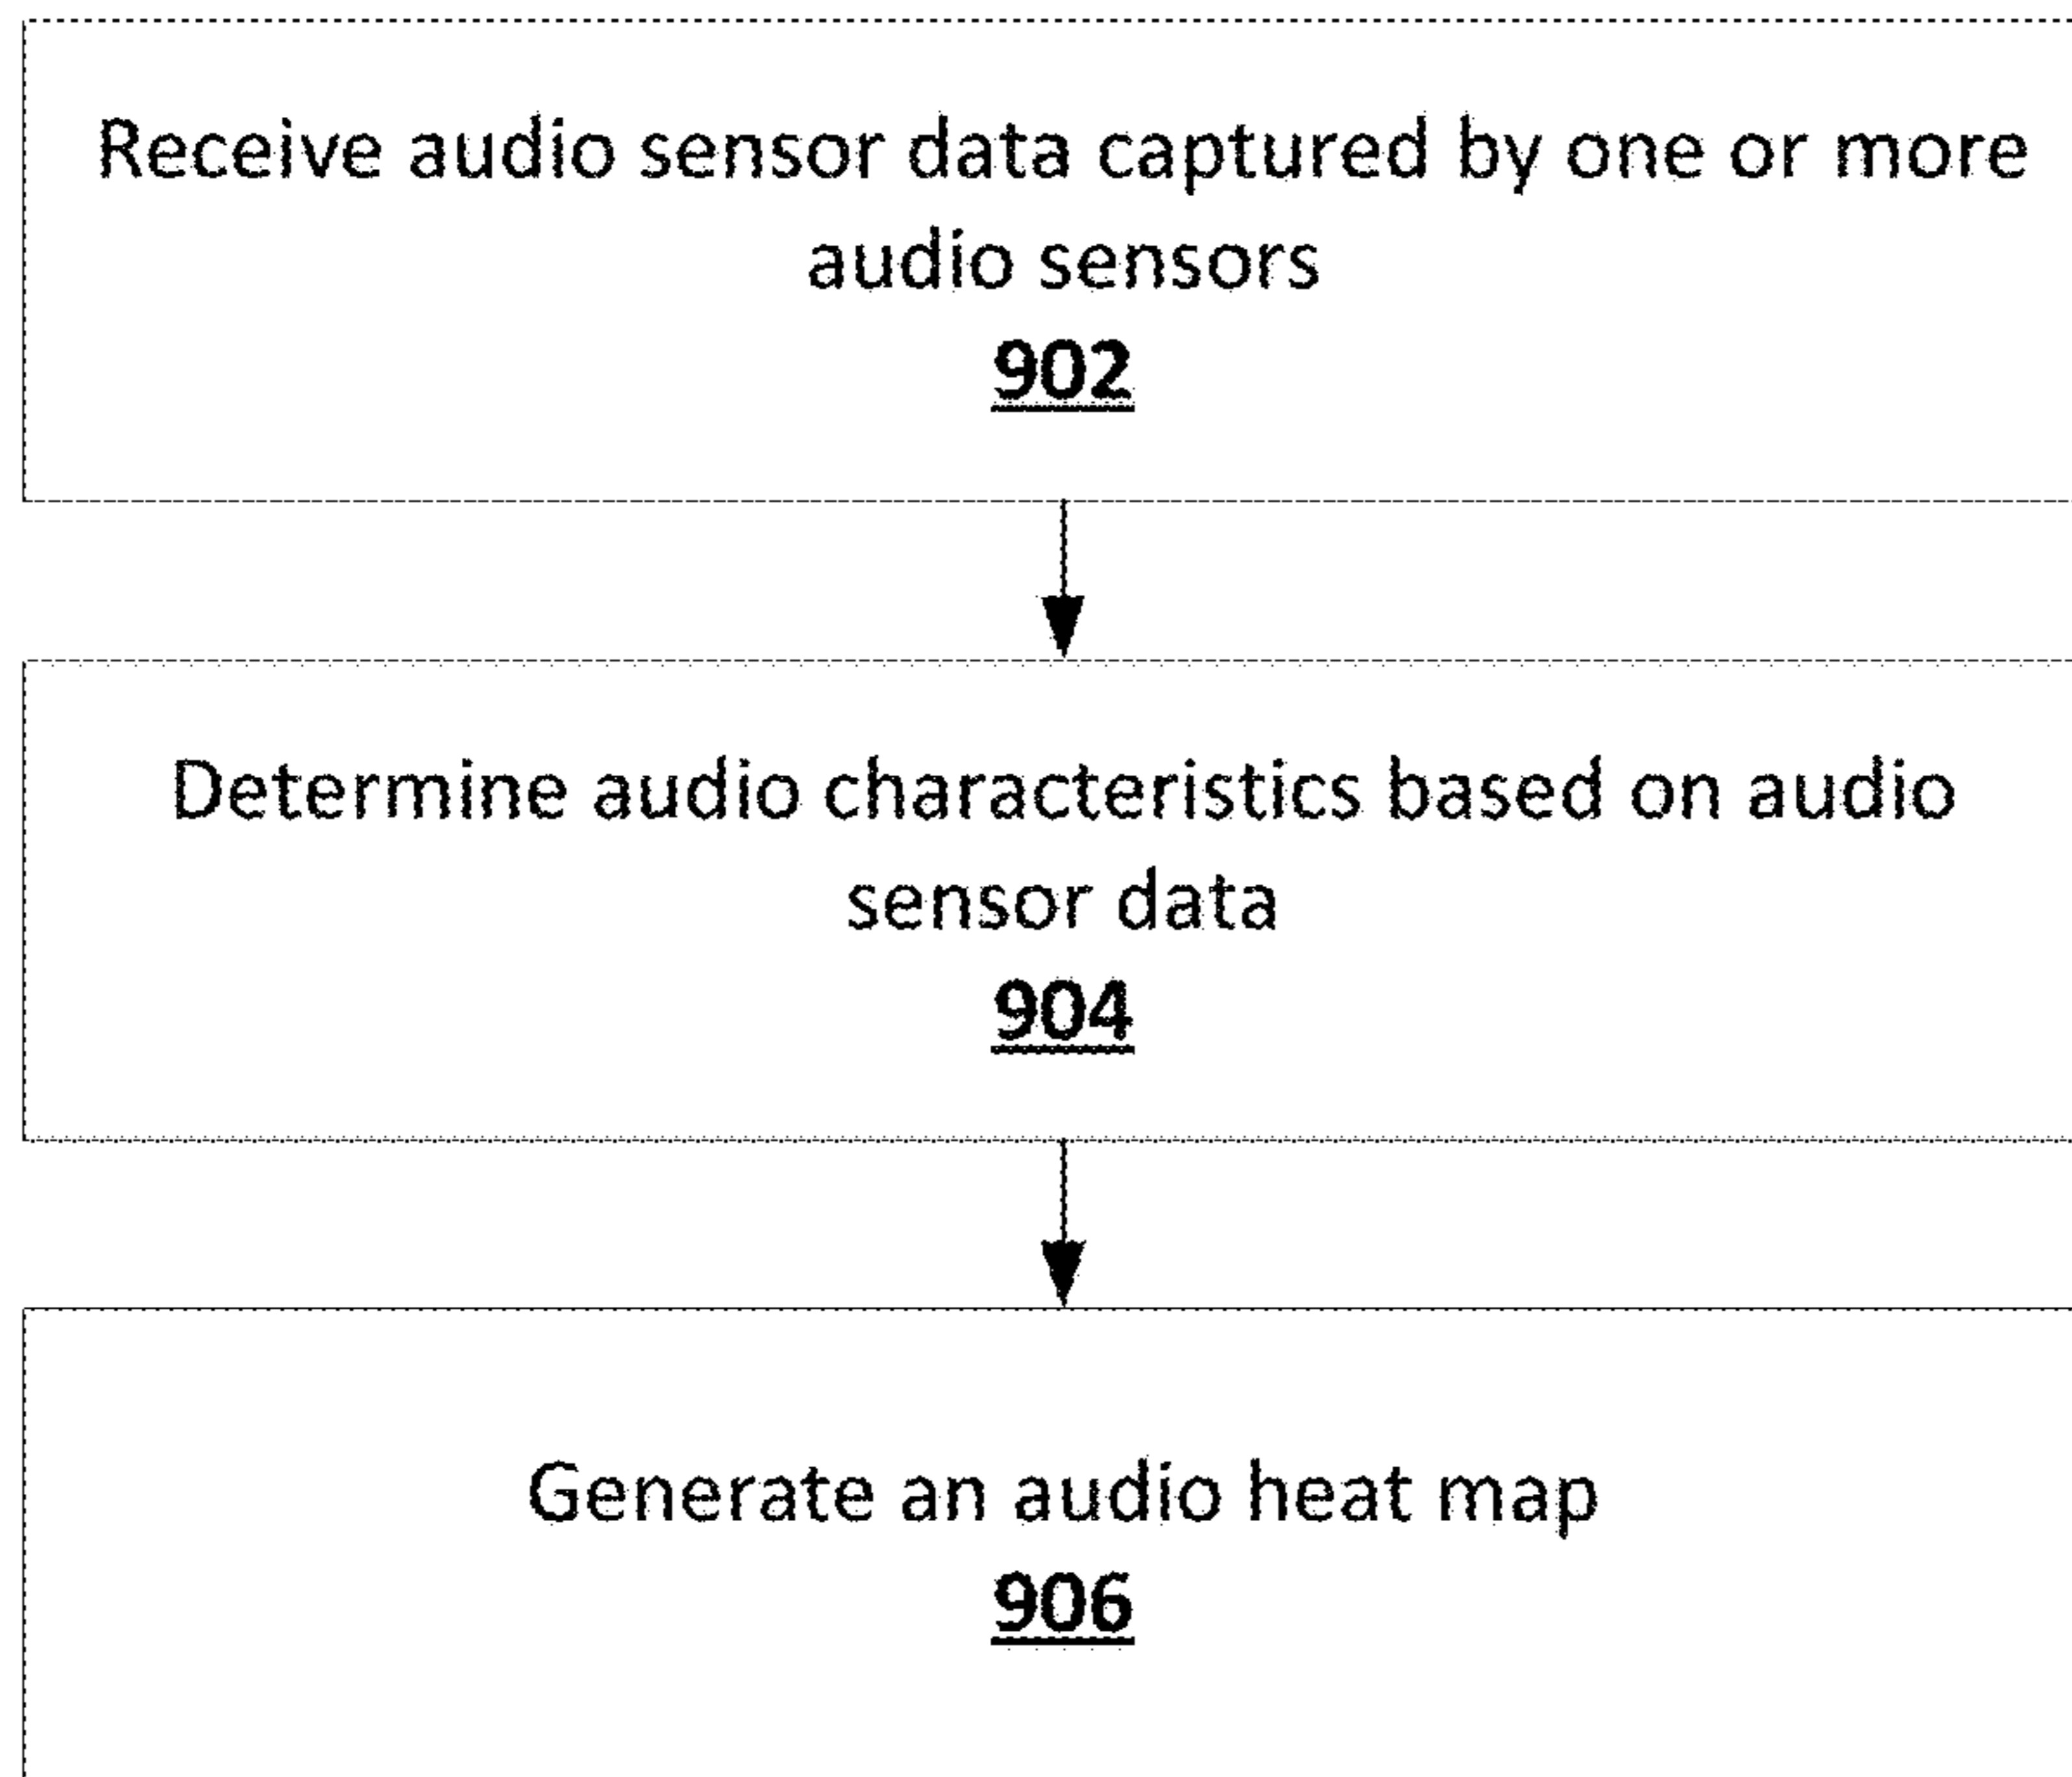 Receive audio sensor data captured by one or more
audio sensors
902
Determine audio characteristics based on audio
sensor data
904
Generate an audio heat map
906